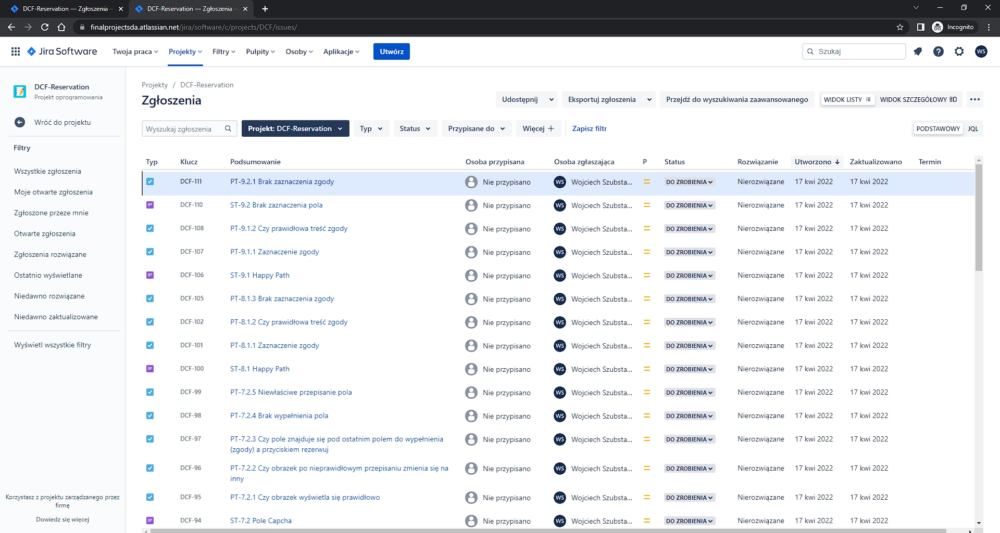 DCF-Reservation — Zgłoszenia -
DCF-Reservation — Zgłoszenia -
finalprojectsda.atlassian.net/jira/software/c/projects/DCF/issues/
Incognito
Jira Software
Twoja praca
Projekty
Filtry
Pulpity
Osoby
Aplikacje
Utwórz
Szukaj
WS
DCF-Reservation
Projekt oprogramowania
Wróć do projektu
Filtry
Wszystkie zgłoszenia
Moje otwarte zgłoszenia
Zgłoszone przeze mnie
Otwarte zgłoszenia
Zgłoszenia rozwiązane
Ostatnio wyświetlane
Niedawno rozwiązane
Niedawno zaktualizowane
Wyświetl wszystkie filtry
Korzystasz z projektu zarządzanego przez
firmę
Dowiedz się więcej
Projekty / DCF-Reservation
Zgłoszenia
Udostępnij
Eksportuj zgłoszenia
Przejdź do wyszukiwania zaawansowanego
WIDOK LISTY
WIDOK SZCZEGÓŁOWY
Wyszukaj zgłoszenia
Projekt: DCF-Reservation
Typ
Status
Przypisane do
Więcej
Zapisz filtr
PODSTAWOWY
JQL
Typ Klucz Podsumowanie Osoba przypisana Osoba zgłaszająca P Status Rozwiązanie Utworzono Zaktualizowano Termin
DCF-111 PT-9.2.1 Brak zaznaczenia zgody Nie przypisano WS Wojciech Szubsta... DO ZROBIENIA Nierozwiązane 17 kwi 2022 17 kwi 2022
DCF-110 ST-9.2 Brak zaznaczenia pola Nie przypisano WS Wojciech Szubsta... DO ZROBIENIA Nierozwiązane 17 kwi 2022 17 kwi 2022
DCF-108 PT-9.1.2 Czy prawidłowa treść zgody Nie przypisano WS Wojciech Szubsta... DO ZROBIENIA Nierozwiązane 17 kwi 2022 17 kwi 2022
DCF-107 PT-9.1.1 Zaznaczenie zgody Nie przypisano WS Wojciech Szubsta... DO ZROBIENIA Nierozwiązane 17 kwi 2022 17 kwi 2022
DCF-106 ST-9.1 Happy Path Nie przypisano WS Wojciech Szubsta... DO ZROBIENIA Nierozwiązane 17 kwi 2022 17 kwi 2022
DCF-105 PT-8.1.3 Brak zaznaczenia zgody Nie przypisano WS Wojciech Szubsta... DO ZROBIENIA Nierozwiązane 17 kwi 2022 17 kwi 2022
DCF-102 PT-8.1.2 Czy prawidłowa treść zgody Nie przypisano WS Wojciech Szubsta... DO ZROBIENIA Nierozwiązane 17 kwi 2022 17 kwi 2022
DCF-101 PT-8.1.1 Zaznaczenie zgody Nie przypisano WS Wojciech Szubsta... DO ZROBIENIA Nierozwiązane 17 kwi 2022 17 kwi 2022
DCF-100 ST-8.1 Happy Path Nie przypisano WS Wojciech Szubsta... DO ZROBIENIA Nierozwiązane 17 kwi 2022 17 kwi 2022
DCF-99 PT-7.2.5 Niewłaściwe przepisanie pola Nie przypisano WS Wojciech Szubsta... DO ZROBIENIA Nierozwiązane 17 kwi 2022 17 kwi 2022
DCF-98 PT-7.2.4 Brak wypełnienia pola Nie przypisano WS Wojciech Szubsta... DO ZROBIENIA Nierozwiązane 17 kwi 2022 17 kwi 2022
DCF-97 PT-7.2.3 Czy pole znajduje się pod ostatnim polem do wypełnienia Nie przypisano WS Wojciech Szubsta... DO ZROBIENIA Nierozwiązane 17 kwi 2022 17 kwi 2022
(zgody) a przyciskiem rezerwuj
DCF-96 PT-7.2.2 Czy obrazek po nieprawidłowym przepisaniu zmienia się na Nie przypisano WS Wojciech Szubsta... DO ZROBIENIA Nierozwiązane 17 kwi 2022 17 kwi 2022
inny
DCF-95 PT-7.2.1 Czy obrazek wyświetla się prawidłowo Nie przypisano WS Wojciech Szubsta... DO ZROBIENIA Nierozwiązane 17 kwi 2022 17 kwi 2022
DCF-94 ST-7.2 Pole Capcha Nie przypisano WS Wojciech Szubsta... DO ZROBIENIA Nierozwiązane 17 kwi 2022 17 kwi 2022